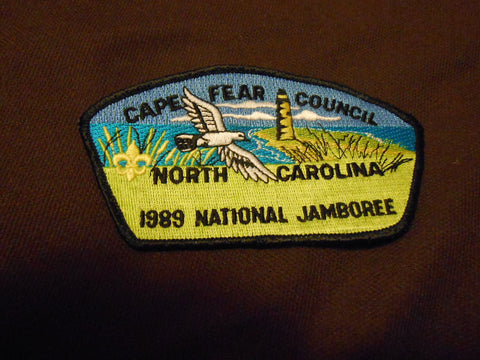 CAPE FEAR COUNCIL
NORTH CAROLINA
1989 NATIONAL JAMBOREE